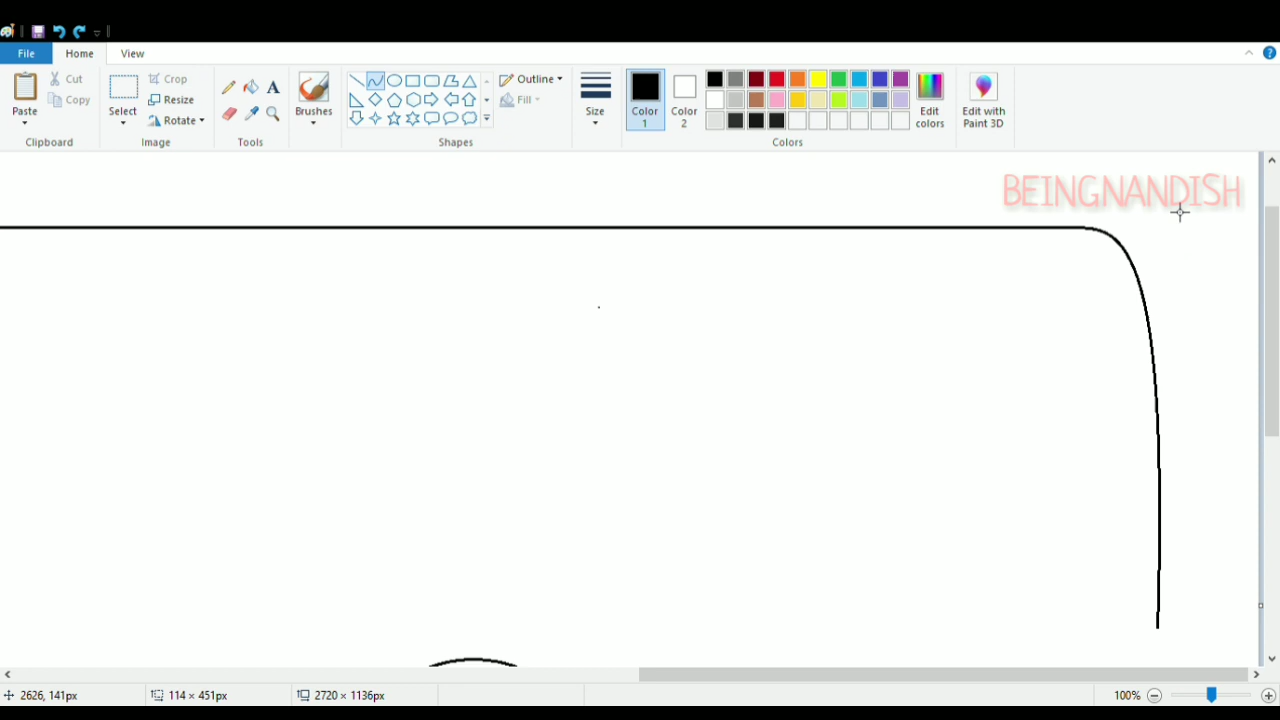 File Home View
Paste Cut Copy Select Crop Resize Rotate Brushes Outline Fill Size Color 1 Color 2 Edit colors Edit with Paint 3D
Clipboard Image Tools Shapes Colors
BEINGNANDISH
2626, 141px 114 × 451px 2720 × 1136px 100%